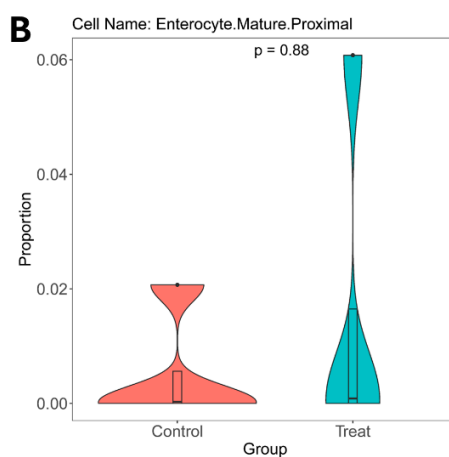 B
Cell Name: Enterocyte.Mature.Proximal
p = 0.88
0.06
0.04
0.02
0.00
Proportion
Control Treat
Group